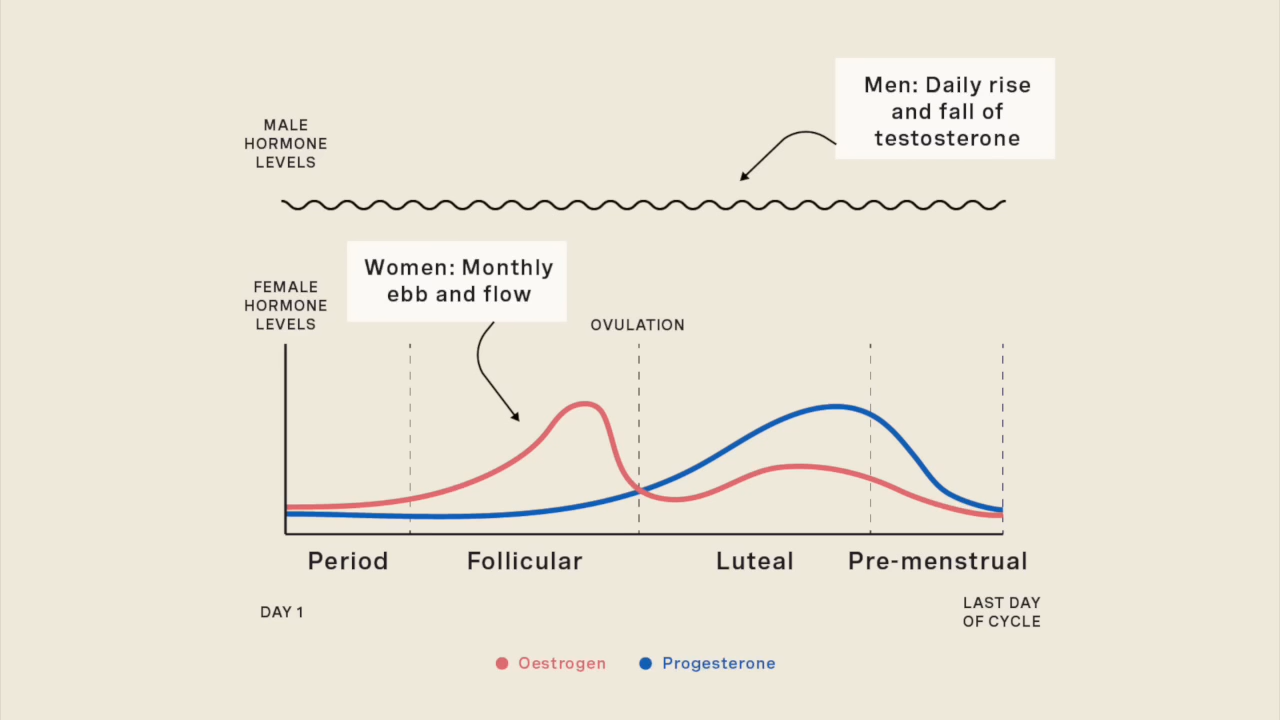 Men: Daily rise
and fall of
testosterone
MALE
HORMONE
LEVELS
Women: Monthly
ebb and flow
FEMALE
HORMONE
LEVELS
OVULATION
Period
Follicular
Luteal
Pre-menstrual
DAY 1
LAST DAY
OF CYCLE
Oestrogen
Progesterone